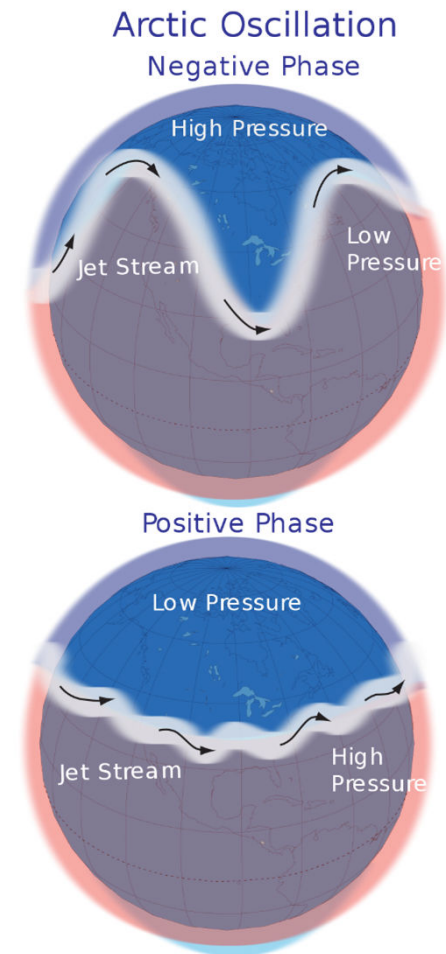 Arctic Oscillation
Negative Phase
High Pressure
Jet Stream
Low
Pressure
Positive Phase
Low Pressure
Jet Stream
High
Pressure